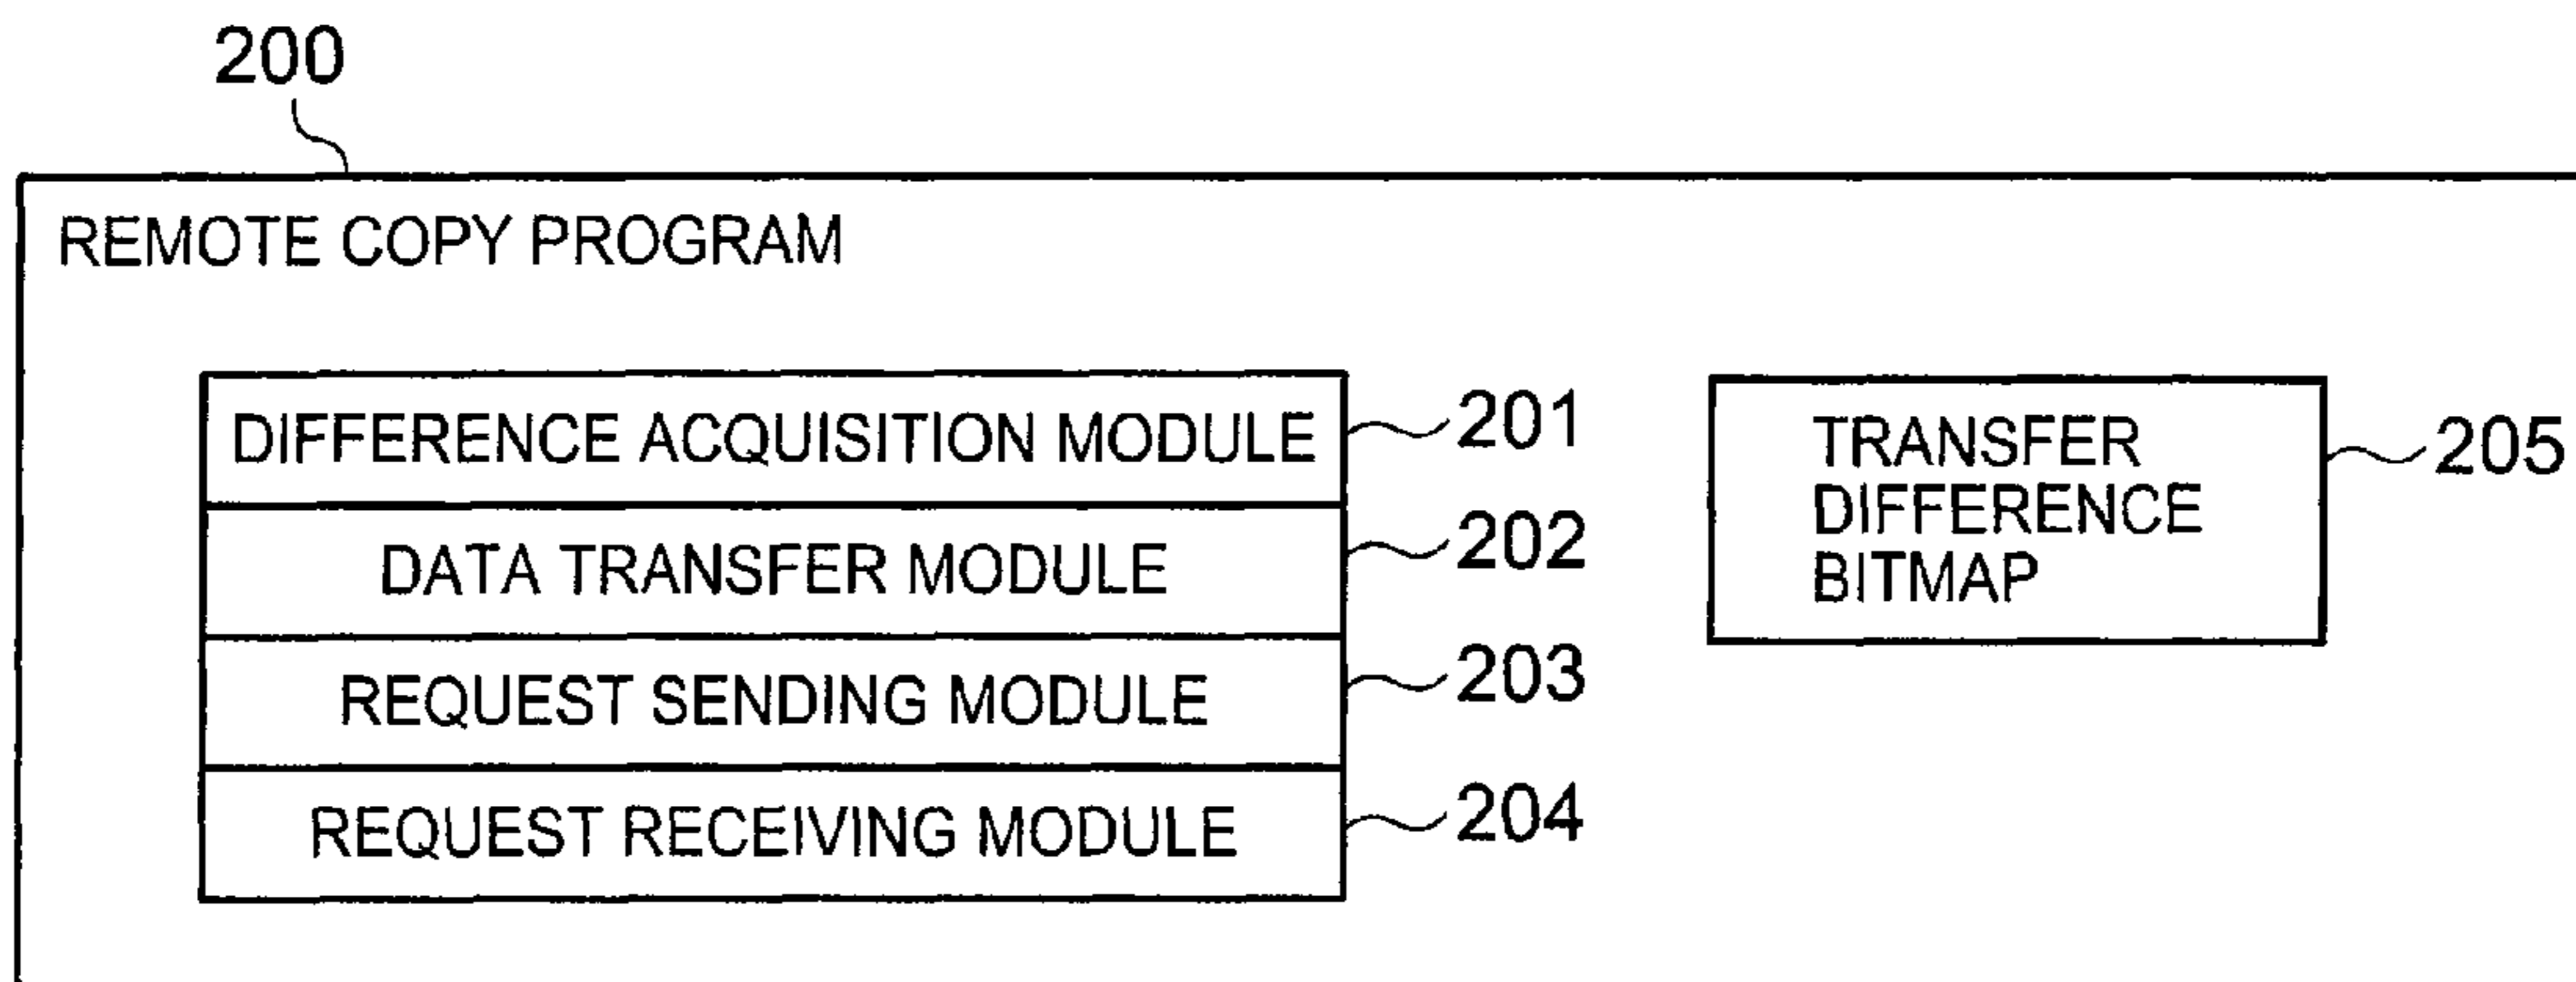 200
REMOTE COPY PROGRAM
DIFFERENCE ACQUISITION MODULE
201
DATA TRANSFER MODULE
202
REQUEST SENDING MODULE
203
REQUEST RECEIVING MODULE
204
TRANSFER
DIFFERENCE
BITMAP
205